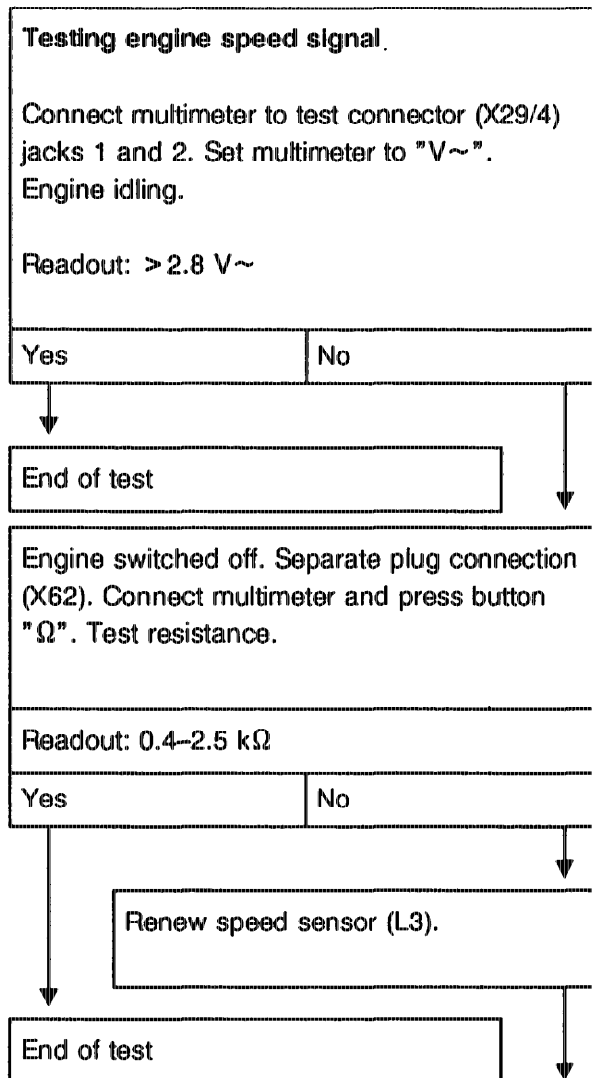 Testing engine speed signal.
Connect multimeter to test connector (X29/4)
jacks 1 and 2. Set multimeter to "V~".
Engine idling.
Readout: > 2.8 V~
Yes
No
End of test
Engine switched off. Separate plug connection
(X62). Connect multimeter and press button
"Ω". Test resistance.
Readout: 0.4–2.5 kΩ
Yes
No
Renew speed sensor (L3).
End of test